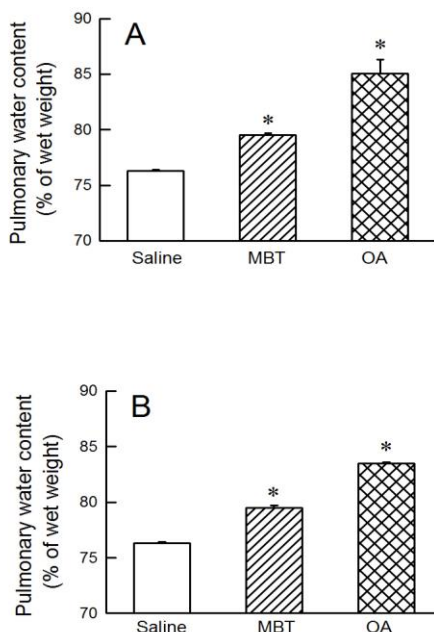 A
Pulmonary water content
(% of wet weight)
90
85
80
75
70
*
*
Saline MBT OA
B
Pulmonary water content
(% of wet weight)
90
85
80
75
70
*
*
Saline MBT OA